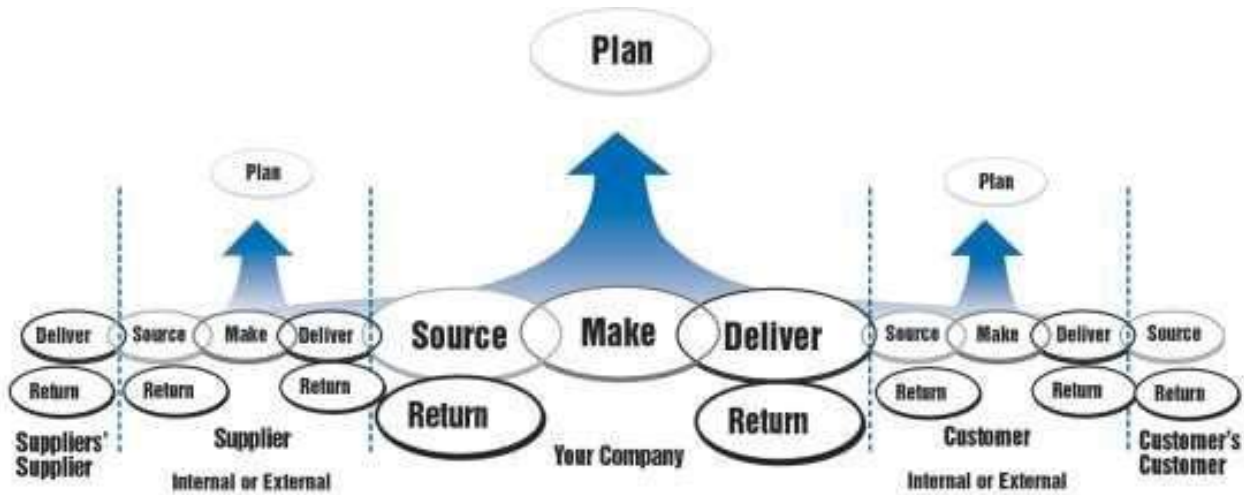 Plan
Plan
Plan
Deliver Source Make Deliver Source Make Deliver Source Make Deliver Source
Return Return Return Return Return Return Return Return
Suppliers'
Supplier
Supplier
Internal or External
Your Company
Customer
Internal or External
Customer's
Customer